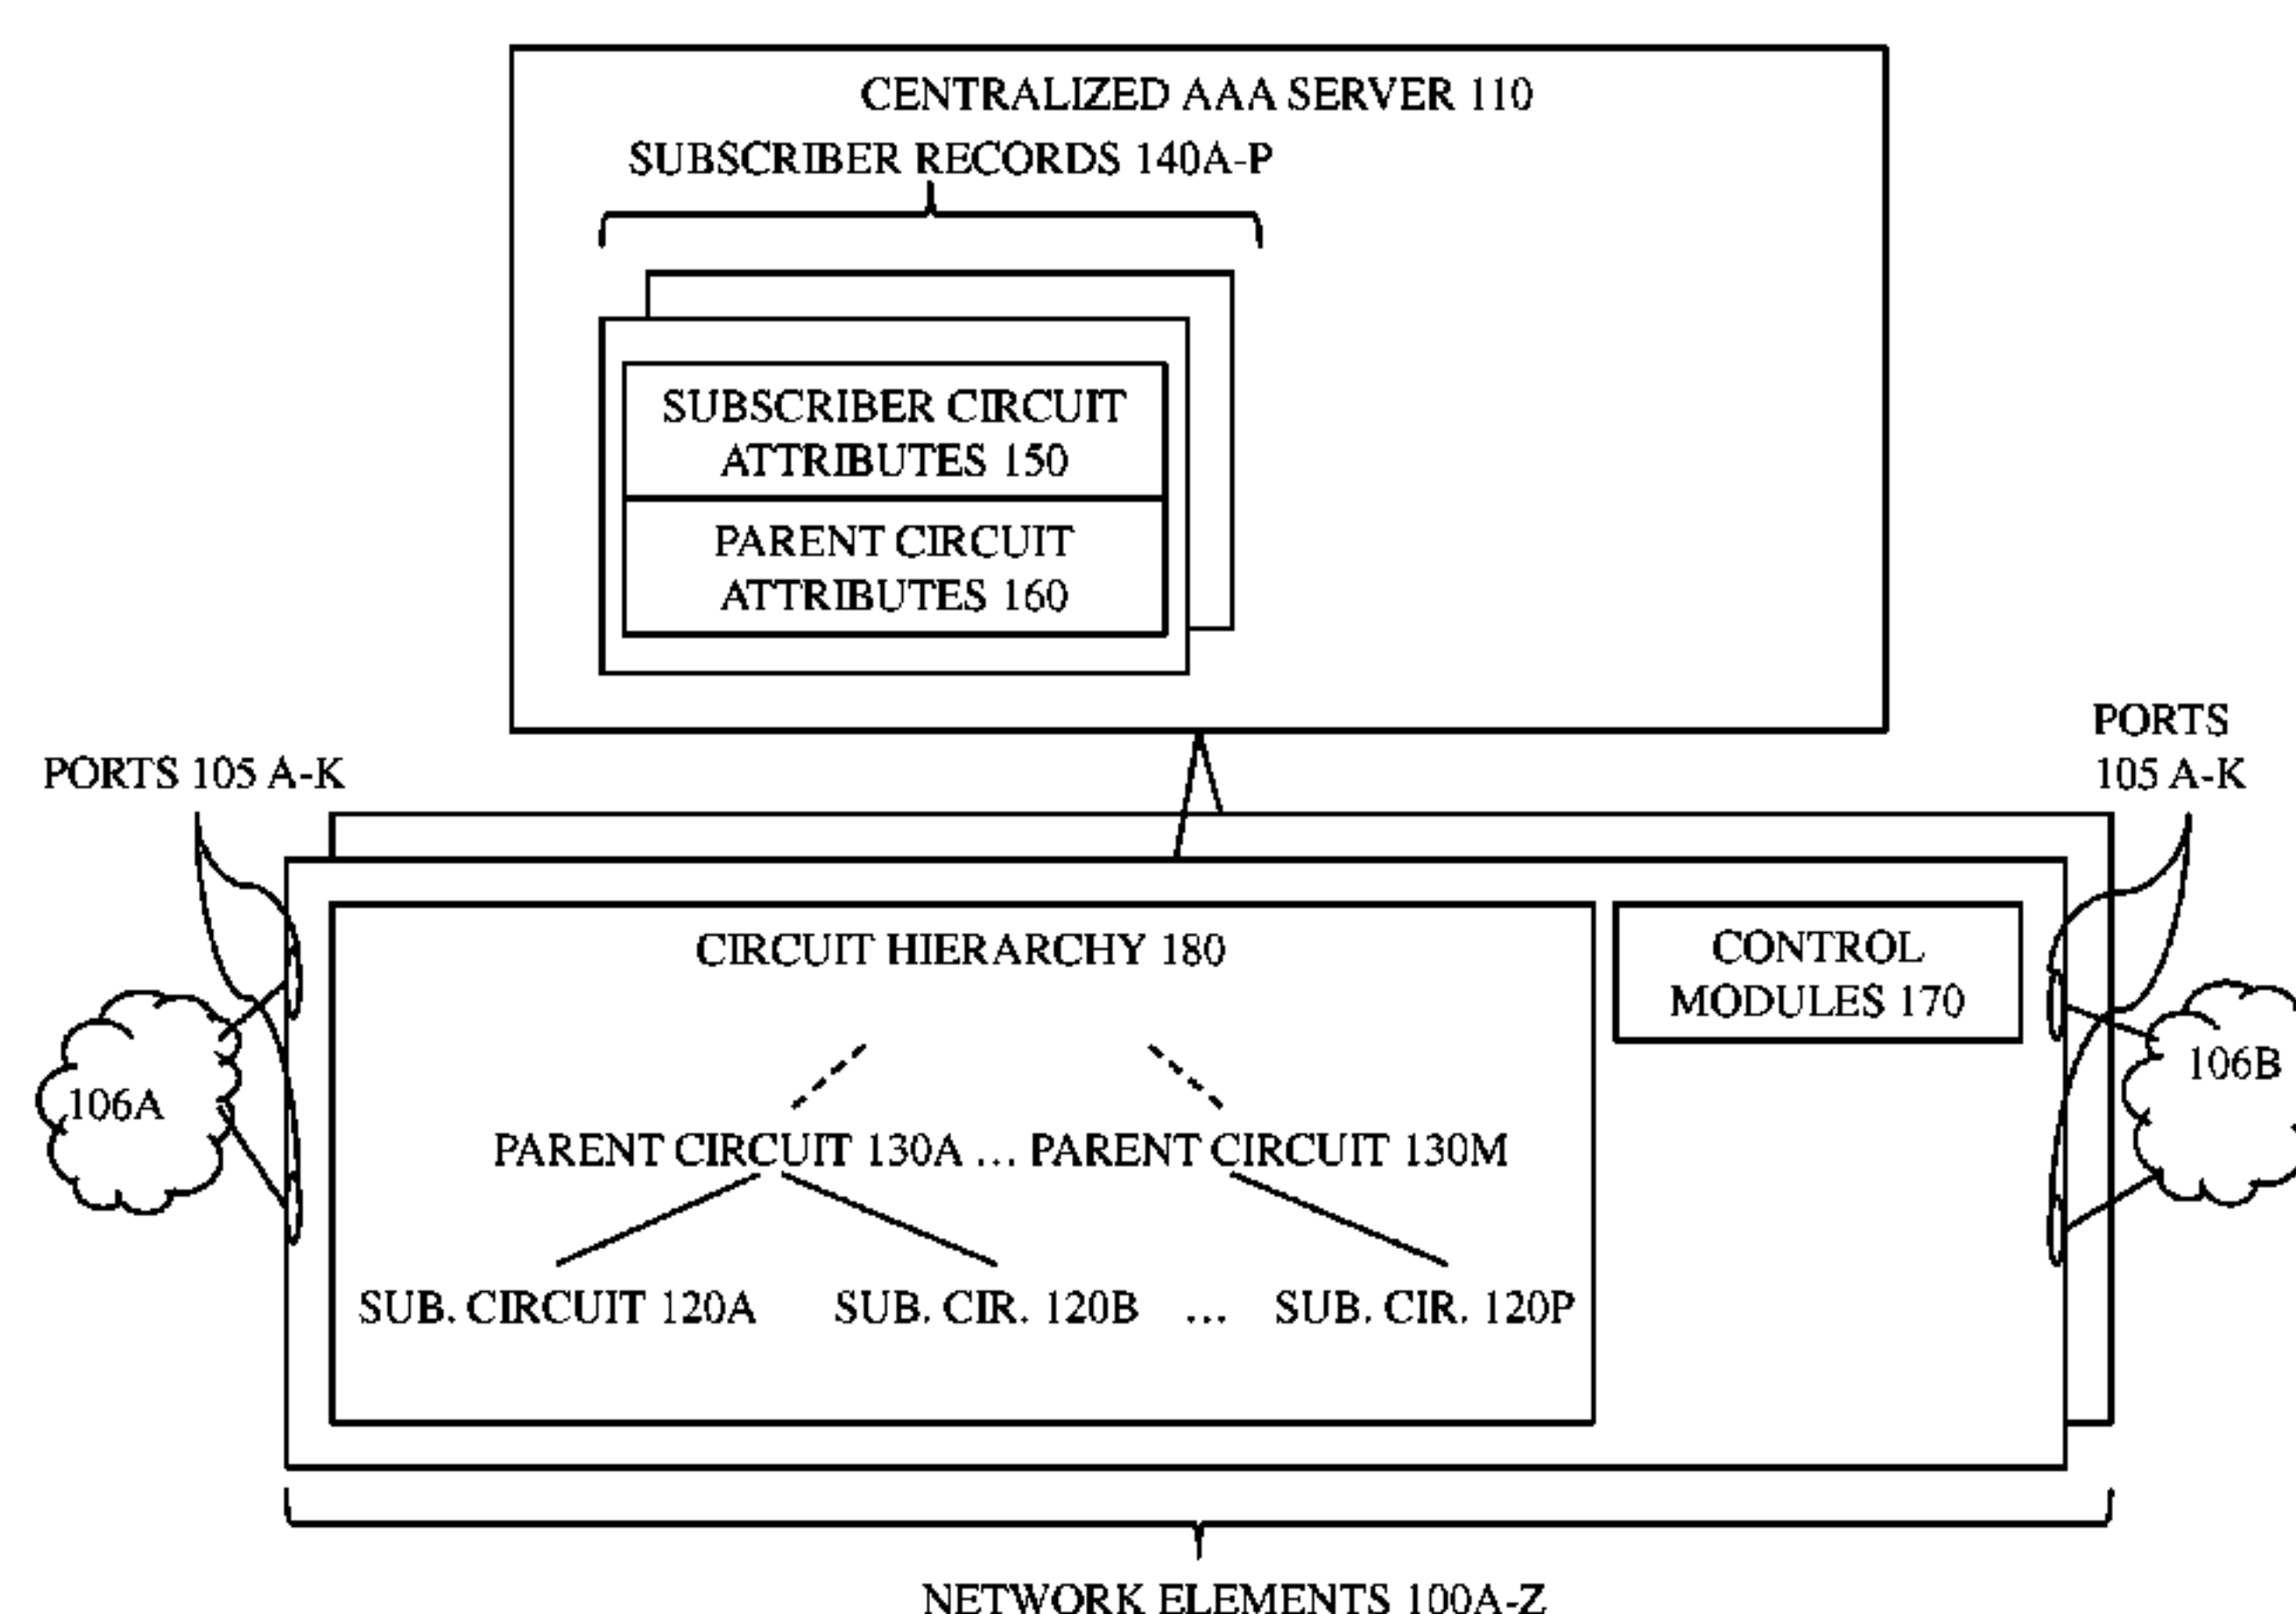 CENTRALIZED AAA SERVER 110
SUBSCRIBER RECORDS 140A-P
SUBSCRIBER CIRCUIT
ATTRIBUTES 150
PARENT CIRCUIT
ATTRIBUTES 160
PORTS 105 A-K
PORTS
105 A-K
CIRCUIT HIERARCHY 180
CONTROL
MODULES 170
106A
106B
PARENT CIRCUIT 130A ... PARENT CIRCUIT 130M
SUB. CIRCUIT 120A SUB. CIR. 120B ... SUB. CIR. 120P
NETWORK ELEMENTS 100A-Z